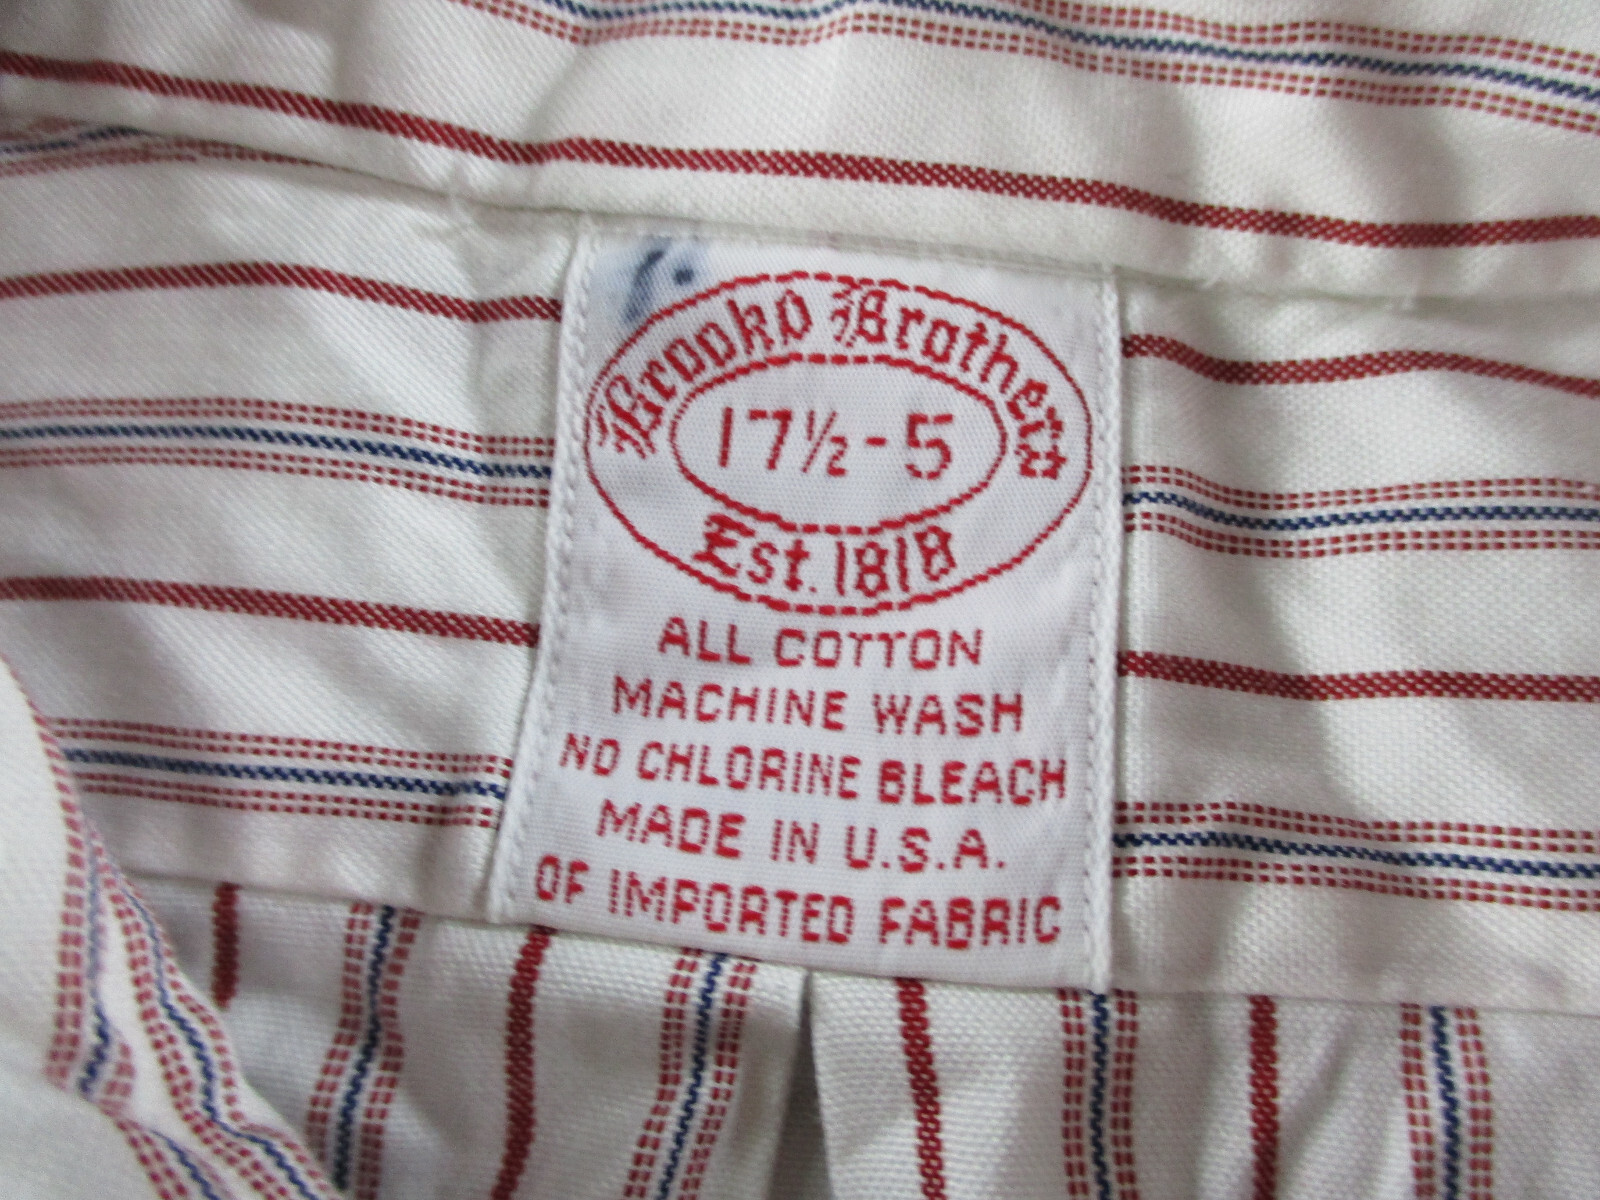 Brooks Brothers
17½-5
Est. 1818
ALL COTTON
MACHINE WASH
NO CHLORINE BLEACH
MADE IN U.S.A.
OF IMPORTED FABRIC